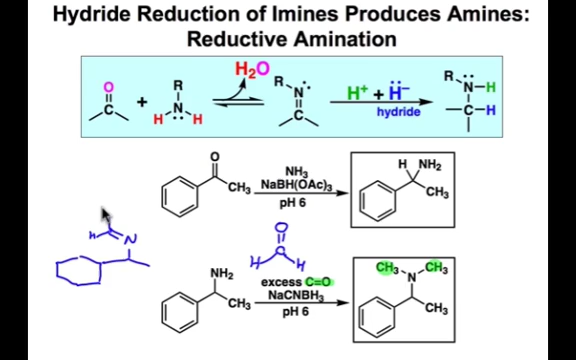 Hydride Reduction of Imines Produces Amines:
Reductive Amination
H₂O
O
C
+
R
N
H H
R
N
C
H⁺ + H⁻
hydride
R
N–H
C–H
O
CH₃
NH₃
NaBH(OAc)₃
pH 6
H NH₂
CH₃
H
N
O
C
H H
NH₂
CH₃
excess C=O
NaCNBH₃
pH 6
CH₃ CH₃
N
CH₃